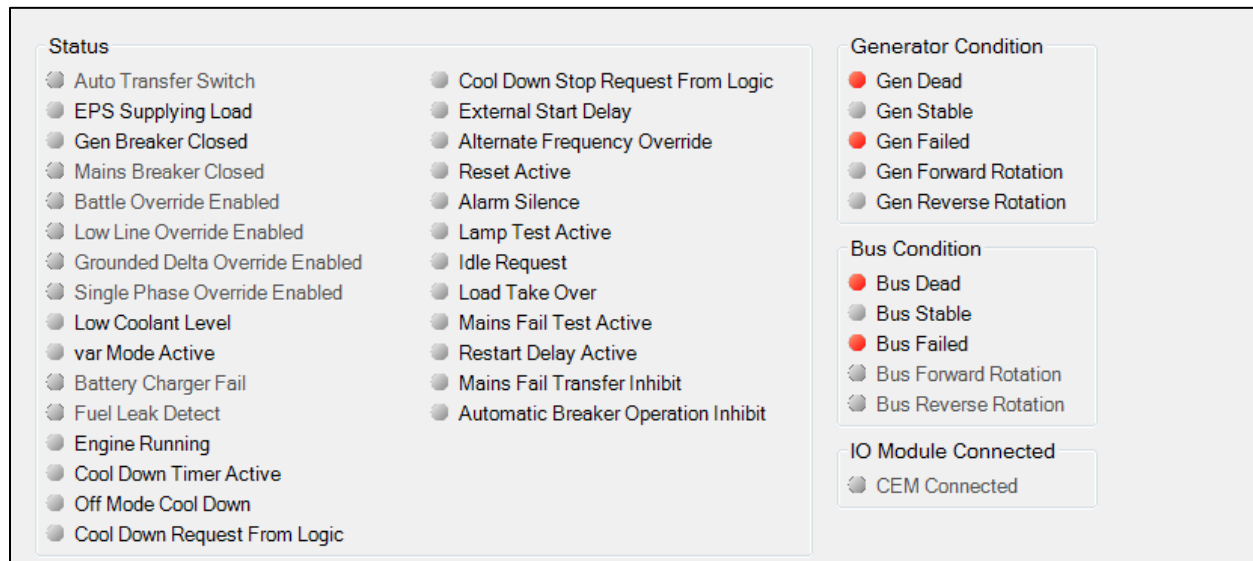 Status
Auto Transfer Switch
EPS Supplying Load
Gen Breaker Closed
Mains Breaker Closed
Battle Override Enabled
Low Line Override Enabled
Grounded Delta Override Enabled
Single Phase Override Enabled
Low Coolant Level
var Mode Active
Battery Charger Fail
Fuel Leak Detect
Engine Running
Cool Down Timer Active
Off Mode Cool Down
Cool Down Request From Logic
Cool Down Stop Request From Logic
External Start Delay
Alternate Frequency Override
Reset Active
Alarm Silence
Lamp Test Active
Idle Request
Load Take Over
Mains Fail Test Active
Restart Delay Active
Mains Fail Transfer Inhibit
Automatic Breaker Operation Inhibit
Generator Condition
Gen Dead
Gen Stable
Gen Failed
Gen Forward Rotation
Gen Reverse Rotation
Bus Condition
Bus Dead
Bus Stable
Bus Failed
Bus Forward Rotation
Bus Reverse Rotation
IO Module Connected
CEM Connected